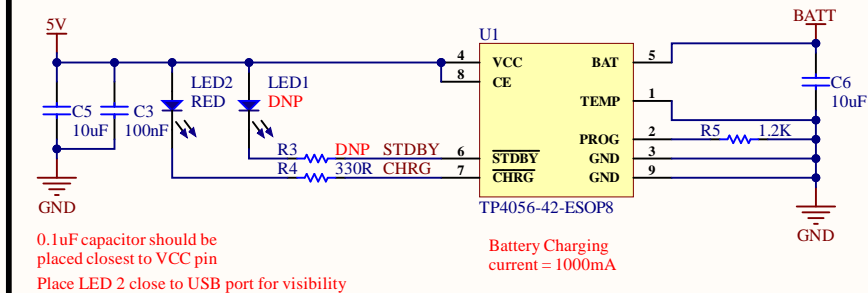 5V
BATT
U1
4 VCC BAT 5
8 CE
LED2 LED1
RED DNP
TEMP 1
C5 C3
10uF 100nF
C6
10uF
PROG 2 R5 1.2K
R3 DNP STDBY 6 STDBY GND 3
R4 330R CHRG 7 CHRG GND 9
TP4056-42-ESOP8
GND
GND
0.1uF capacitor should be
placed closest to VCC pin
Place LED 2 close to USB port for visibility
Battery Charging
current = 1000mA